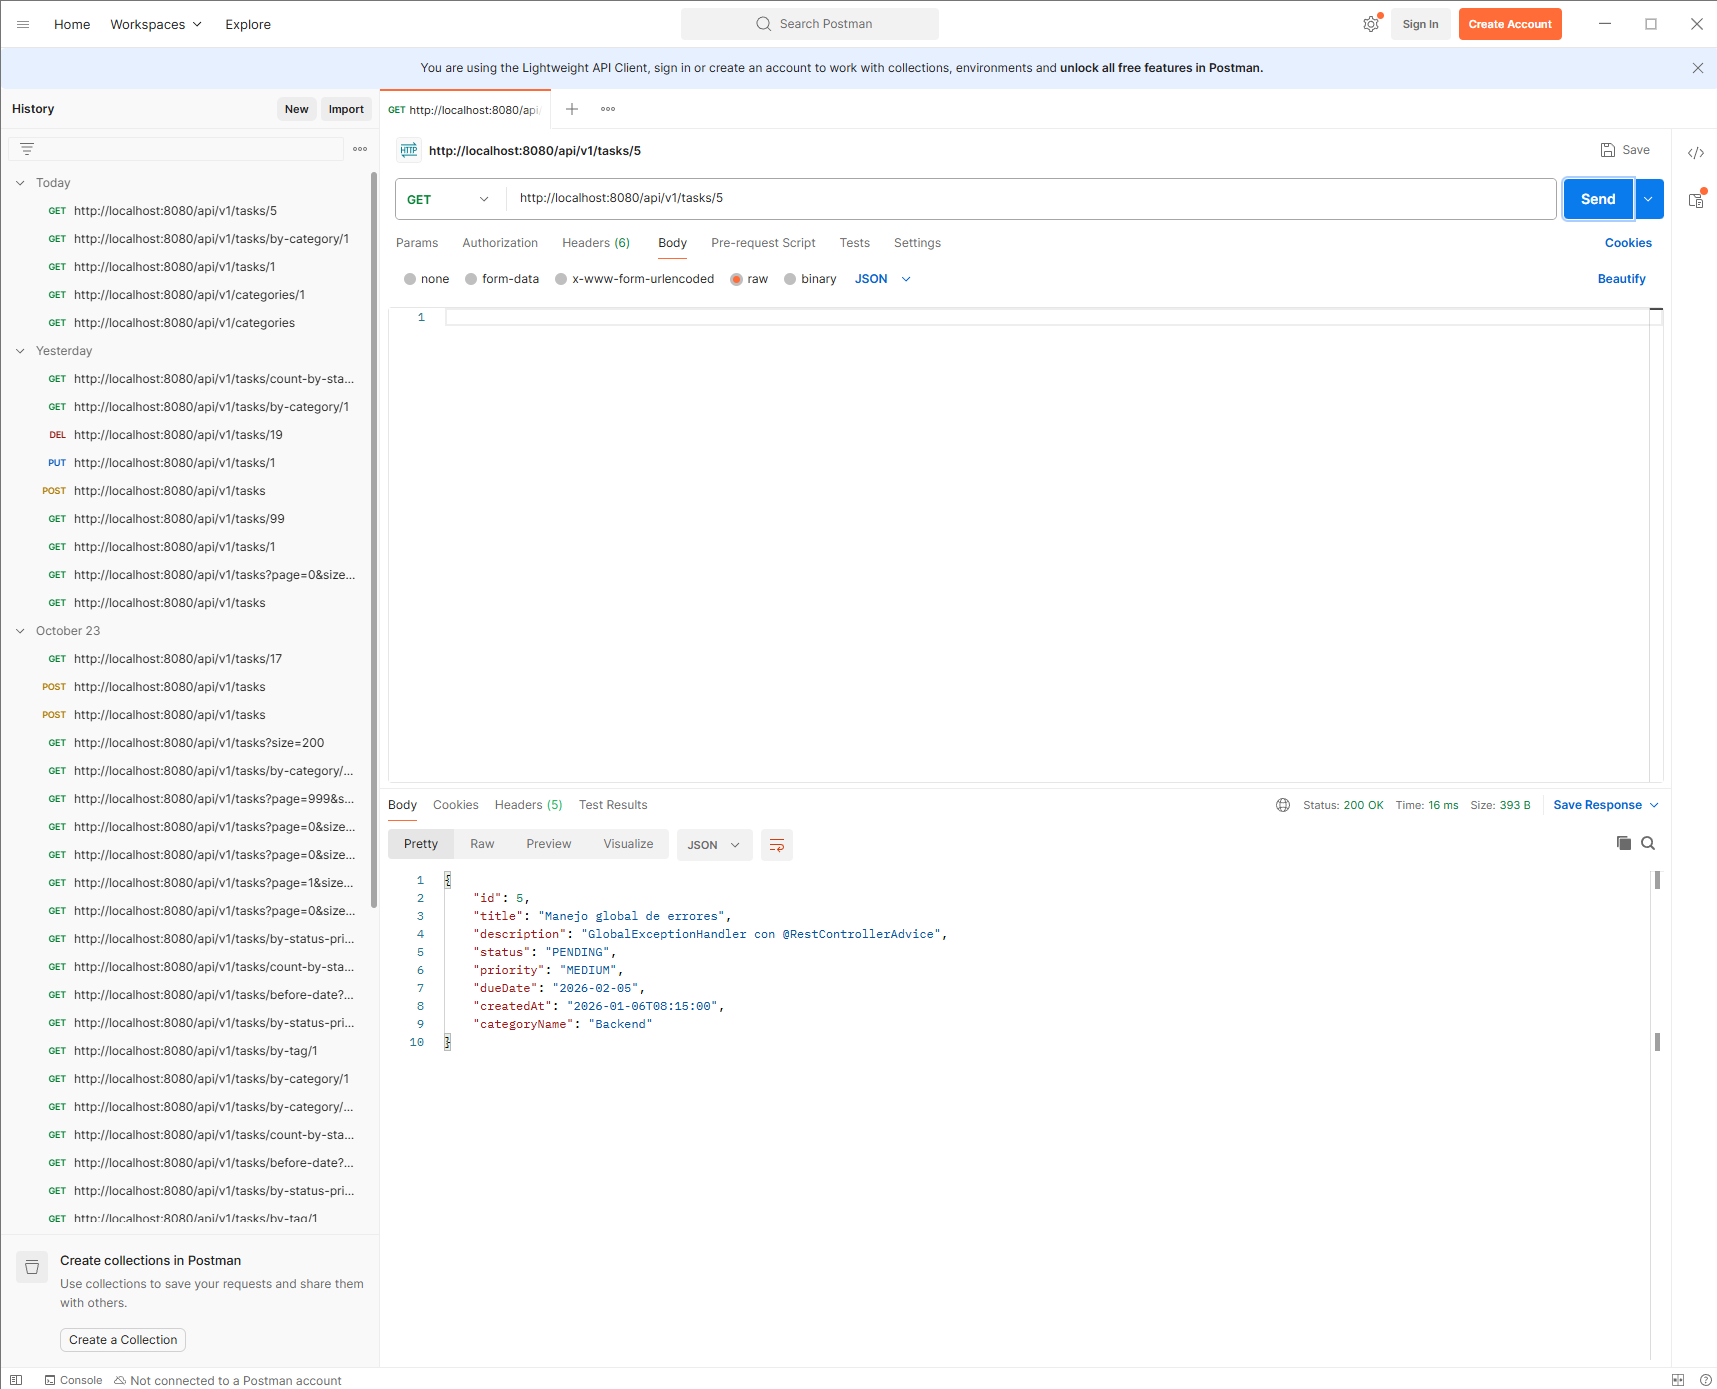 Home Workspaces Explore Search Postman Sign In Create Account
You are using the Lightweight API Client, sign in or create an account to work with collections, environments and unlock all free features in Postman.
History New Import
GET http://localhost:8080/api/
HTTP http://localhost:8080/api/v1/tasks/5 Save
GET http://localhost:8080/api/v1/tasks/5 Send
Params Authorization Headers (6) Body Pre-request Script Tests Settings Cookies
none form-data x-www-form-urlencoded raw binary JSON Beautify
1
Today
GET http://localhost:8080/api/v1/tasks/5
GET http://localhost:8080/api/v1/tasks/by-category/1
GET http://localhost:8080/api/v1/tasks/1
GET http://localhost:8080/api/v1/categories/1
GET http://localhost:8080/api/v1/categories
Yesterday
GET http://localhost:8080/api/v1/tasks/count-by-sta...
GET http://localhost:8080/api/v1/tasks/by-category/1
DEL http://localhost:8080/api/v1/tasks/19
PUT http://localhost:8080/api/v1/tasks/1
POST http://localhost:8080/api/v1/tasks
GET http://localhost:8080/api/v1/tasks/99
GET http://localhost:8080/api/v1/tasks/1
GET http://localhost:8080/api/v1/tasks?page=0&size...
GET http://localhost:8080/api/v1/tasks
October 23
GET http://localhost:8080/api/v1/tasks/17
POST http://localhost:8080/api/v1/tasks
POST http://localhost:8080/api/v1/tasks
GET http://localhost:8080/api/v1/tasks?size=200
GET http://localhost:8080/api/v1/tasks/by-category/...
GET http://localhost:8080/api/v1/tasks?page=999&s...
GET http://localhost:8080/api/v1/tasks?page=0&size...
GET http://localhost:8080/api/v1/tasks?page=0&size...
GET http://localhost:8080/api/v1/tasks?page=1&size...
GET http://localhost:8080/api/v1/tasks?page=0&size...
GET http://localhost:8080/api/v1/tasks/by-status-pri...
GET http://localhost:8080/api/v1/tasks/count-by-sta...
GET http://localhost:8080/api/v1/tasks/before-date?...
GET http://localhost:8080/api/v1/tasks/by-status-pri...
GET http://localhost:8080/api/v1/tasks/by-tag/1
GET http://localhost:8080/api/v1/tasks/by-category/1
GET http://localhost:8080/api/v1/tasks/by-category/...
GET http://localhost:8080/api/v1/tasks/count-by-sta...
GET http://localhost:8080/api/v1/tasks/before-date?...
GET http://localhost:8080/api/v1/tasks/by-status-pri...
GET http://localhost:8080/api/v1/tasks/by-tag/1
Create collections in Postman
Use collections to save your requests and share them
with others.
Create a Collection
Body Cookies Headers (5) Test Results Status: 200 OK Time: 16 ms Size: 393 B Save Response
Pretty Raw Preview Visualize JSON
1 {
2 "id": 5,
3 "title": "Manejo global de errores",
4 "description": "GlobalExceptionHandler con @RestControllerAdvice",
5 "status": "PENDING",
6 "priority": "MEDIUM",
7 "dueDate": "2026-02-05",
8 "createdAt": "2026-01-06T08:15:00",
9 "categoryName": "Backend"
10 }
Console Not connected to a Postman account